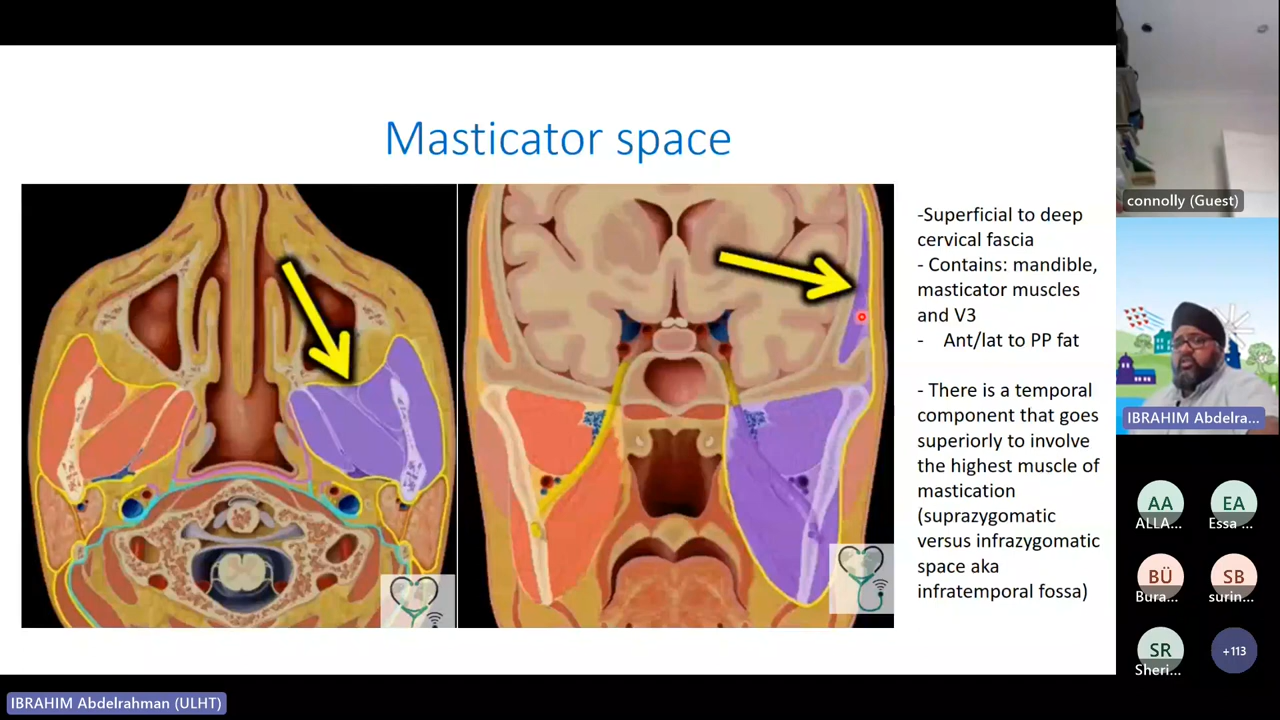 Masticator space
-Superficial to deep
cervical fascia
- Contains: mandible,
masticator muscles
and V3
- Ant/lat to PP fat
- There is a temporal
component that goes
superiorly to involve
the highest muscle of
mastication
(suprazygomatic
versus infrazygomatic
space aka
infratemporal fossa)
connolly (Guest)
IBRAHIM Abdelra...
AA
EA
ALLA...
Essa ...
BÜ
SB
Bura...
surin...
SR
+113
Sheri...
IBRAHIM Abdelrahman (ULHT)